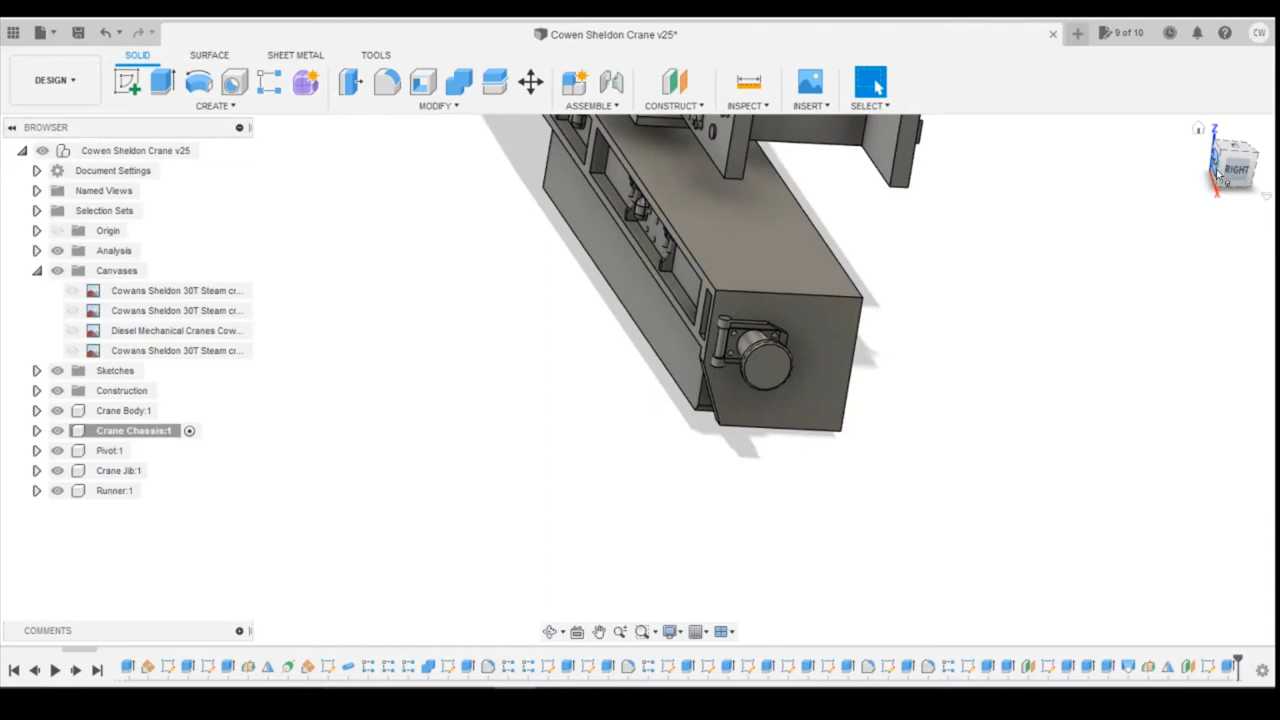 Cowen Sheldon Crane v25*
9 of 10
CW
DESIGN
SOLID
SURFACE
SHEET METAL
TOOLS
CREATE
MODIFY
ASSEMBLE
CONSTRUCT
INSPECT
INSERT
SELECT
BROWSER
Cowen Sheldon Crane v25
Document Settings
Named Views
Selection Sets
Origin
Analysis
Canvases
Cowans Sheldon 30T Steam cr...
Cowans Sheldon 30T Steam cr...
Diesel Mechanical Cranes Cow...
Cowans Sheldon 30T Steam cr...
Sketches
Construction
Crane Body:1
Crane Chassis:1
Pivot:1
Crane Jib:1
Runner:1
Z
RIGHT
X
COMMENTS